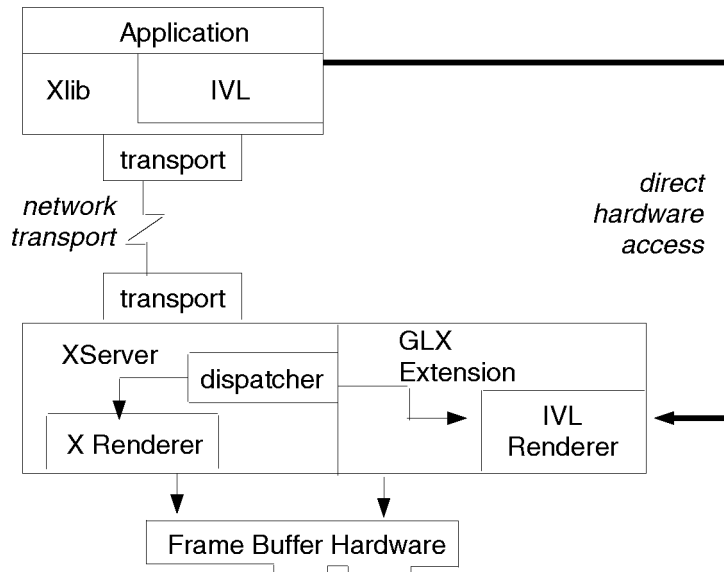 Application
Xlib
IVL
transport
network
transport
direct
hardware
access
transport
XServer
GLX
Extension
dispatcher
X Renderer
IVL
Renderer
Frame Buffer Hardware